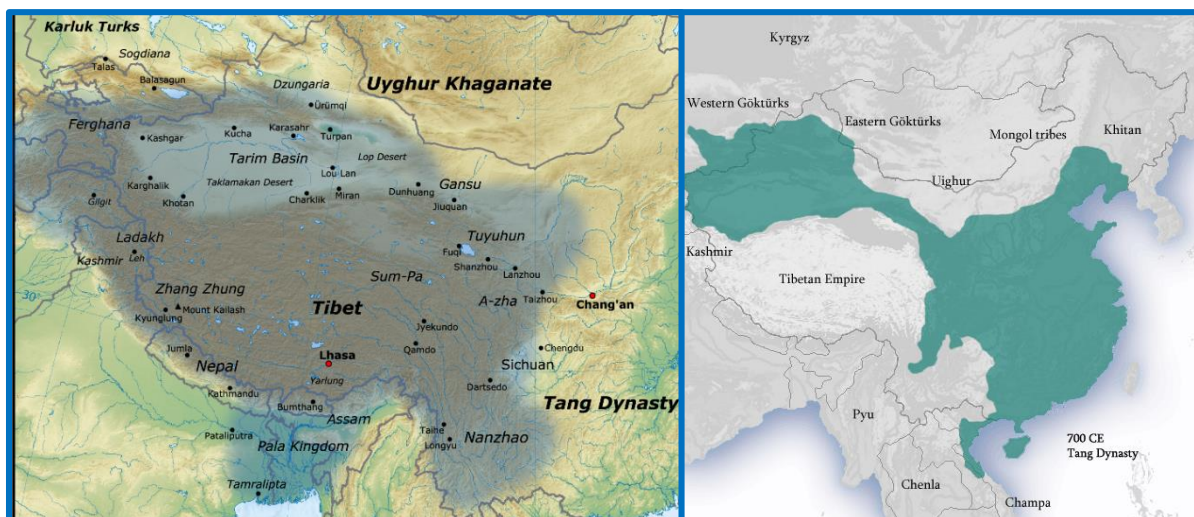 Karluk Turks
Sogdiana
Talas
Balasagun
Dzungaria
Ürümqi
Uyghur Khaganate
Ferghana
Kashgar
Kucha
Karasahr
Turpan
Tarim Basin
Lop Desert
Lou Lan
Taklamakan Desert
Karghalik
Khotan
Charklik
Miran
Dunhuang
Gansu
Jiuquan
Gilgit
Ladakh
Kashmir
Leh
Tuyuhun
Fuqi
Shanzhou
Lanzhou
Sum-Pa
A-zha
Taizhou
Chang'an
Zhang Zhung
Mount Kailash
Kyunglung
30°
Tibet
Jyekundo
Qamdo
Jumla
Nepal
Lhasa
Yarlung
Sichuan
Chengdu
Dartsedo
Kathmandu
Bumthang
Assam
Tang Dynasty
Pataliputra
Pala Kingdom
Taihe
Longyu
Nanzhao
Tamralipta
Kyrgyz
Western Göktürks
Eastern Göktürks
Mongol tribes
Khitan
Uighur
Kashmir
Tibetan Empire
Pyu
700 CE
Tang Dynasty
Chenla
Champa